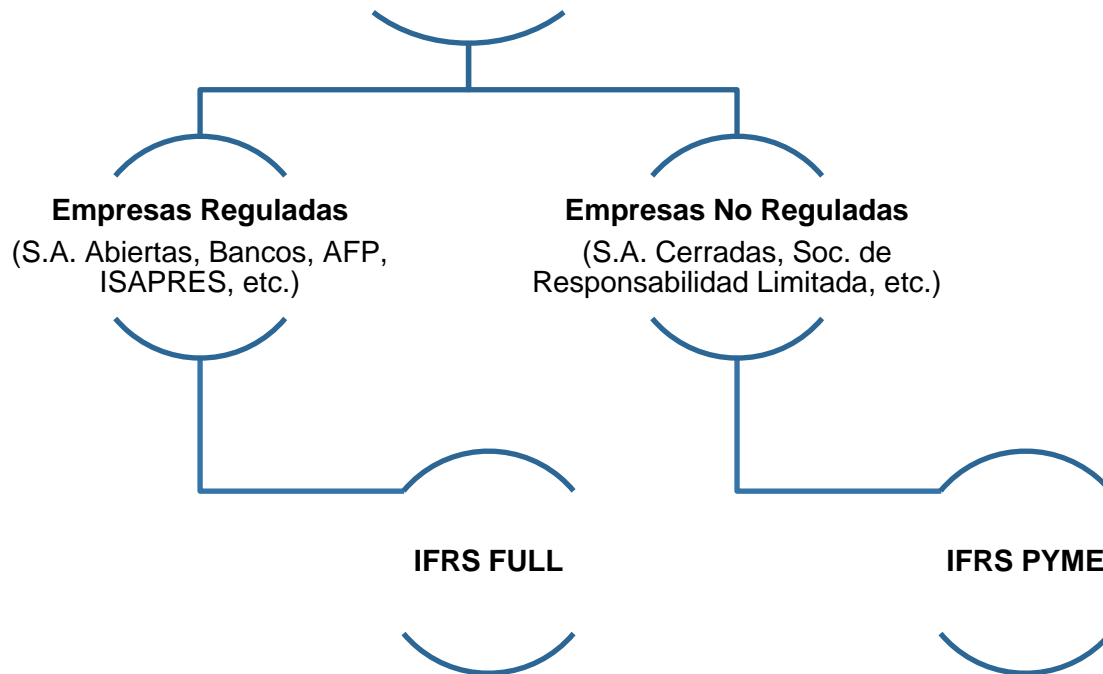 Empresas Reguladas
(S.A. Abiertas, Bancos, AFP,
ISAPRES, etc.)
Empresas No Reguladas
(S.A. Cerradas, Soc. de
Responsabilidad Limitada, etc.)
IFRS FULL
IFRS PYME